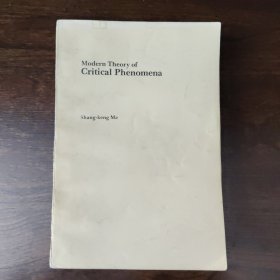 Modern Theory of
Critical Phenomena
Shang-keng Ma